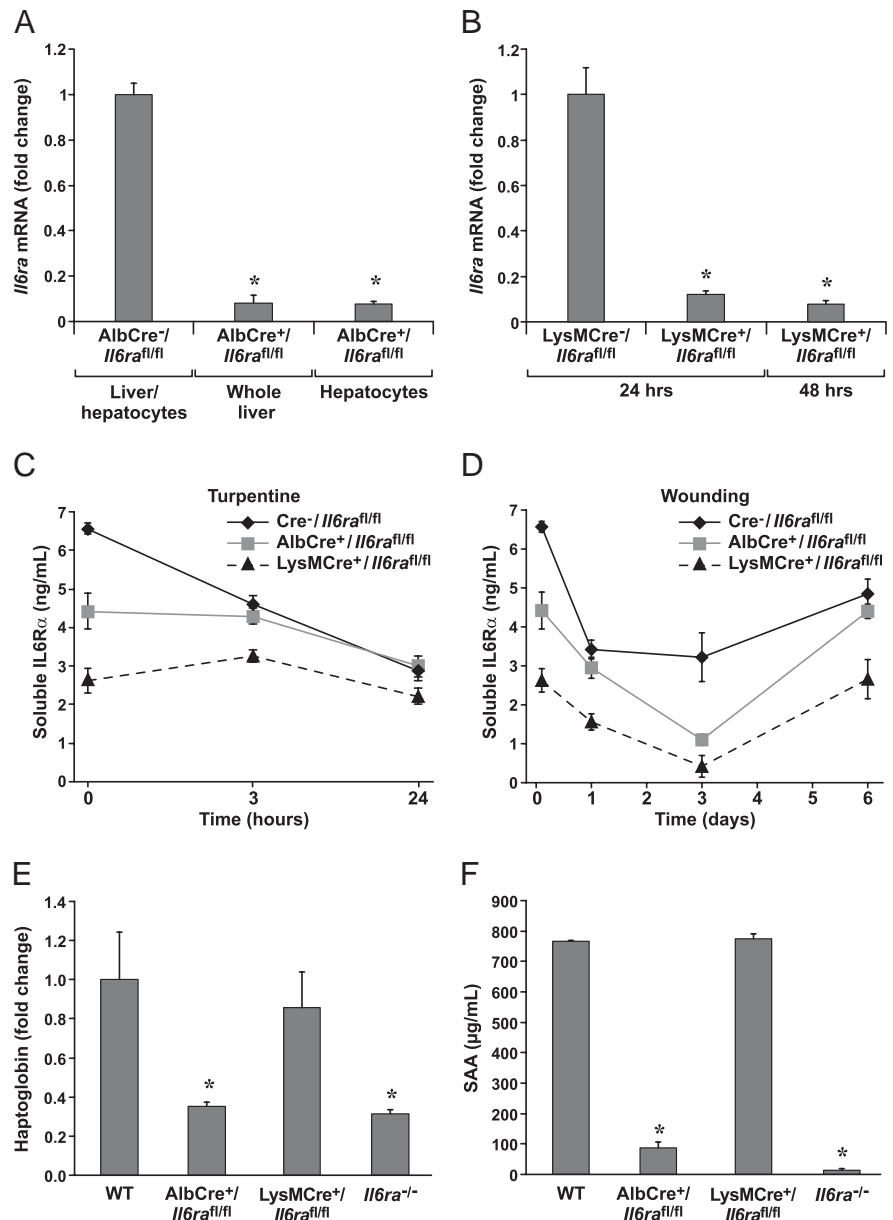 A
Il6ra mRNA (fold change)
1.2
1
0.8
0.6
0.4
0.2
0
*
*
AlbCre-/
Il6rafl/fl
AlbCre+/
Il6rafl/fl
AlbCre+/
Il6rafl/fl
Liver/
hepatocytes
Whole
liver
Hepatocytes
B
Il6ra mRNA (fold change)
1.2
1
0.8
0.6
0.4
0.2
0
*
*
LysMCre-/
Il6rafl/fl
LysMCre+/
Il6rafl/fl
LysMCre+/
Il6rafl/fl
24 hrs
48 hrs
C
Turpentine
Cre-/Il6rafl/fl
AlbCre+/Il6rafl/fl
LysMCre+/Il6rafl/fl
Soluble IL6Rα (ng/mL)
7
6
5
4
3
2
1
0
0 3 24
Time (hours)
D
Wounding
Cre-/Il6rafl/fl
AlbCre+/Il6rafl/fl
LysMCre+/Il6rafl/fl
Soluble IL6Rα (ng/mL)
7
6
5
4
3
2
1
0
0 1 2 3 4 5 6
Time (days)
E
Haptoglobin (fold change)
1.4
1.2
1.0
0.8
0.6
0.4
0.2
0.0
*
*
WT
AlbCre+/
Il6rafl/fl
LysMCre+/
Il6rafl/fl
Il6ra-/-
F
SAA (µg/mL)
900
800
700
600
500
400
300
200
100
0
*
*
WT
AlbCre+/
Il6rafl/fl
LysMCre+/
Il6rafl/fl
Il6ra-/-